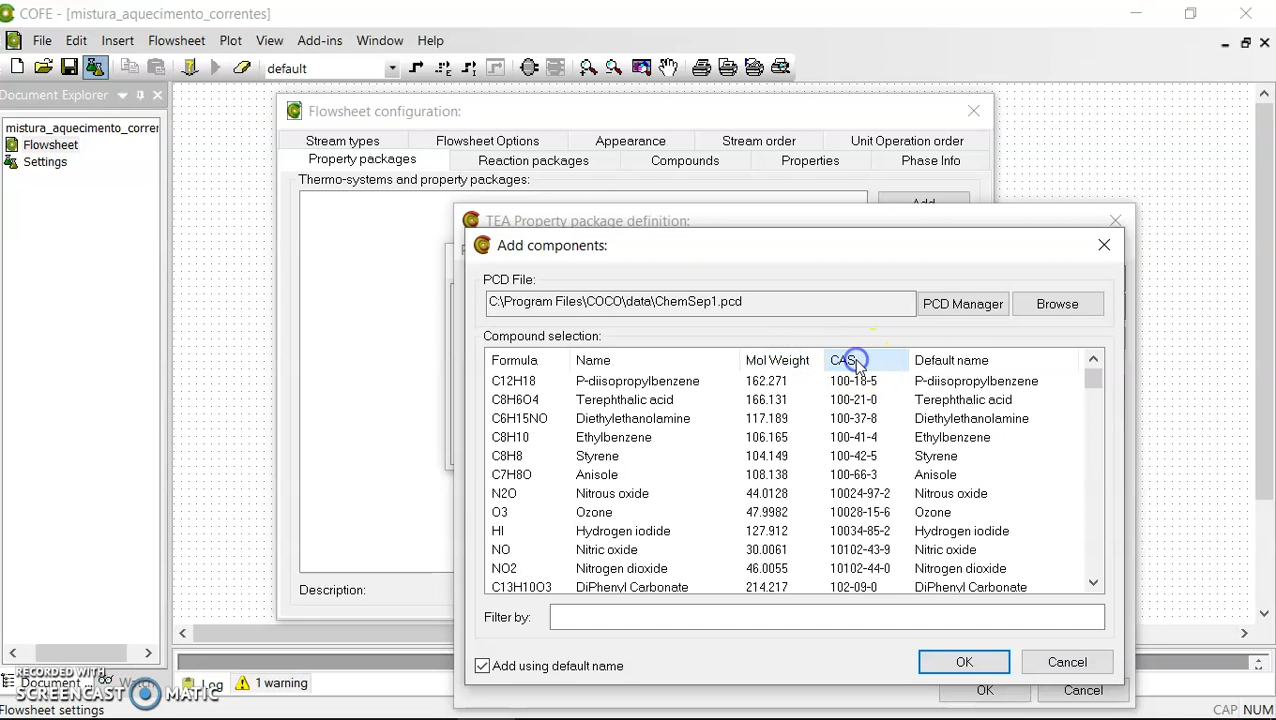 COFE - [mistura_aquecimento_correntes]
File Edit Insert Flowsheet Plot View Add-ins Window Help
default
Document Explorer
mistura_aquecimento_correr
Flowsheet
Settings
Flowsheet configuration:
Stream types Flowsheet Options Appearance Stream order Unit Operation order
Property packages Reaction packages Compounds Properties Phase Info
Thermo-systems and property packages:
Add
TEA Property package definition:
Add components:
PCD File:
C:\Program Files\COCO\data\ChemSep1.pcd PCD Manager Browse
Compound selection:
Formula Name Mol Weight CAS Default name
C12H18 P-diisopropylbenzene 162.271 100-18-5 P-diisopropylbenzene
C8H6O4 Terephthalic acid 166.131 100-21-0 Terephthalic acid
C6H15NO Diethylethanolamine 117.189 100-37-8 Diethylethanolamine
C8H10 Ethylbenzene 106.165 100-41-4 Ethylbenzene
C8H8 Styrene 104.149 100-42-5 Styrene
C7H8O Anisole 108.138 100-66-3 Anisole
N2O Nitrous oxide 44.0128 10024-97-2 Nitrous oxide
O3 Ozone 47.9982 10028-15-6 Ozone
HI Hydrogen iodide 127.912 10034-85-2 Hydrogen iodide
NO Nitric oxide 30.0061 10102-43-9 Nitric oxide
NO2 Nitrogen dioxide 46.0055 10102-44-0 Nitrogen dioxide
C13H10O3 DiPhenyl Carbonate 214.217 102-09-0 DiPhenyl Carbonate
Description:
Filter by:
Add using default name
OK Cancel
OK Cancel
Document
Log
1 warning
RECORDED WITH
SCREENCAST MATIC
Flowsheet settings
CAP NUM